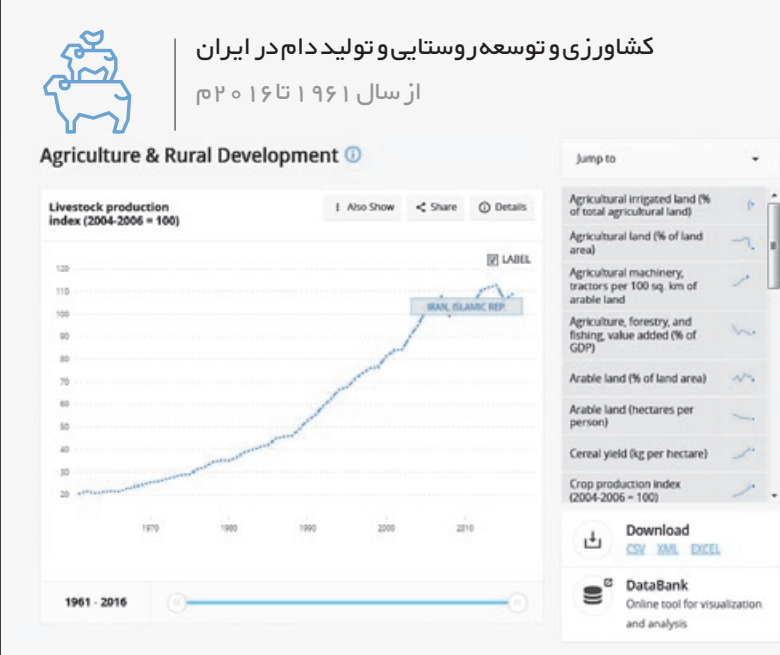 کشاورزی و توسعه روستایی و تولید دام در ایران
از سال ۱۹۶۱ تا ۲۰۱۶م
Agriculture & Rural Development
Livestock production
index (2004-2006 = 100)
Also Show
Share
Details
LABEL
120
110
100
90
80
70
60
50
40
30
20
IRAN, ISLAMIC REP.
1970
1980
1990
2000
2010
1961 - 2016
Jump to
Agricultural irrigated land (%
of total agricultural land)
Agricultural land (% of land
area)
Agricultural machinery,
tractors per 100 sq. km of
arable land
Agriculture, forestry, and
fishing, value added (% of
GDP)
Arable land (% of land area)
Arable land (hectares per
person)
Cereal yield (kg per hectare)
Crop production index
(2004-2006 = 100)
Download
CSV XML EXCEL
DataBank
Online tool for visualization
and analysis